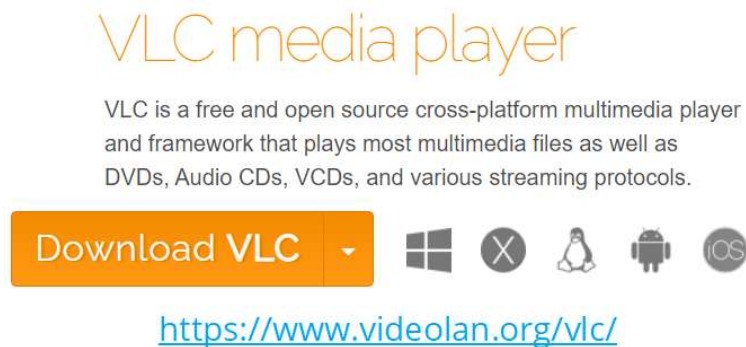 VLC media player
VLC is a free and open source cross-platform multimedia player
and framework that plays most multimedia files as well as
DVDs, Audio CDs, VCDs, and various streaming protocols.
Download VLC
X
iOS
https://www.videolan.org/vlc/